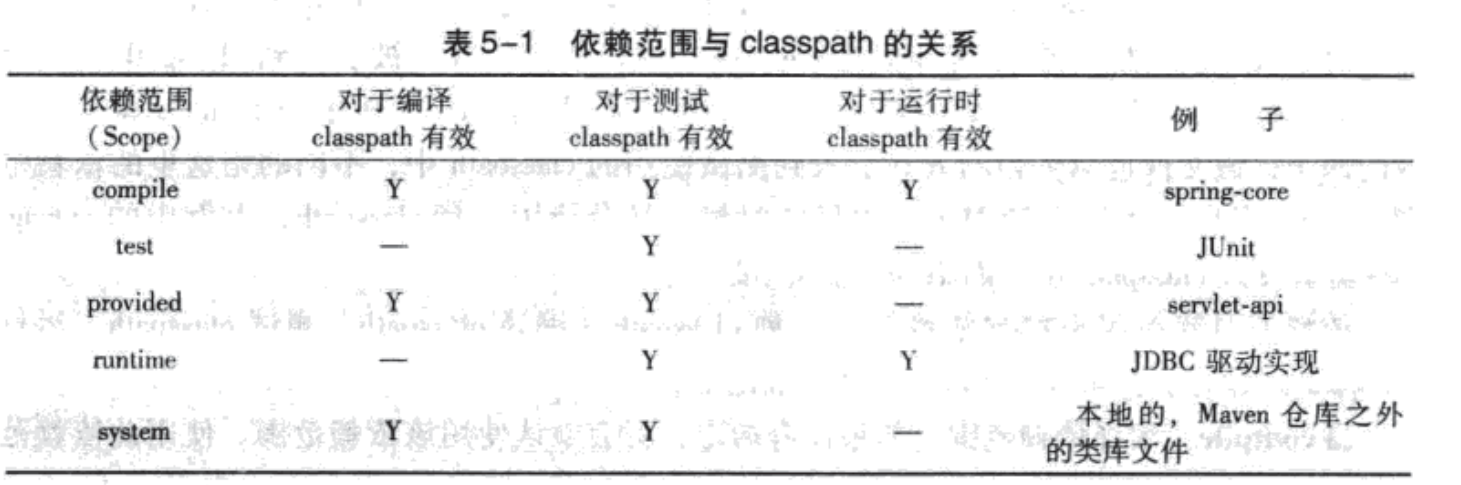 表 5-1 依赖范围与 classpath 的关系
依赖范围 对于编译 对于测试 对于运行时 例 子
(Scope) classpath 有效 classpath 有效 classpath 有效
compile Y Y Y spring-core
test — Y — JUnit
provided Y Y — servlet-api
runtime — Y Y JDBC 驱动实现
system Y Y — 本地的，Maven 仓库之外
的类库文件